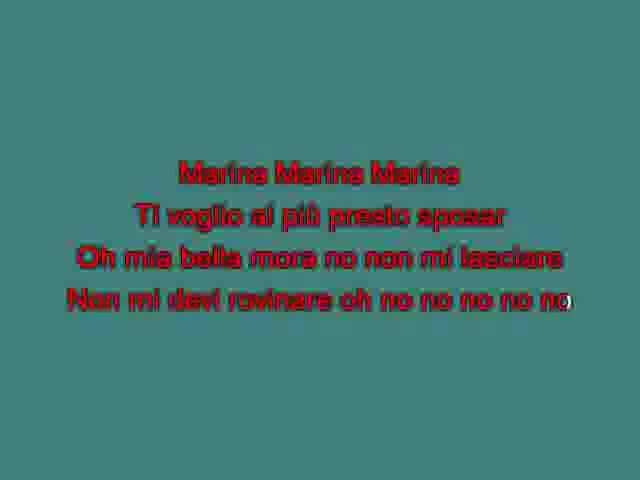 Marina Marina Marina
Ti voglio al più presto sposar
Oh mia bella mora no non mi lasciare
Non mi devi rovinare oh no no no no no